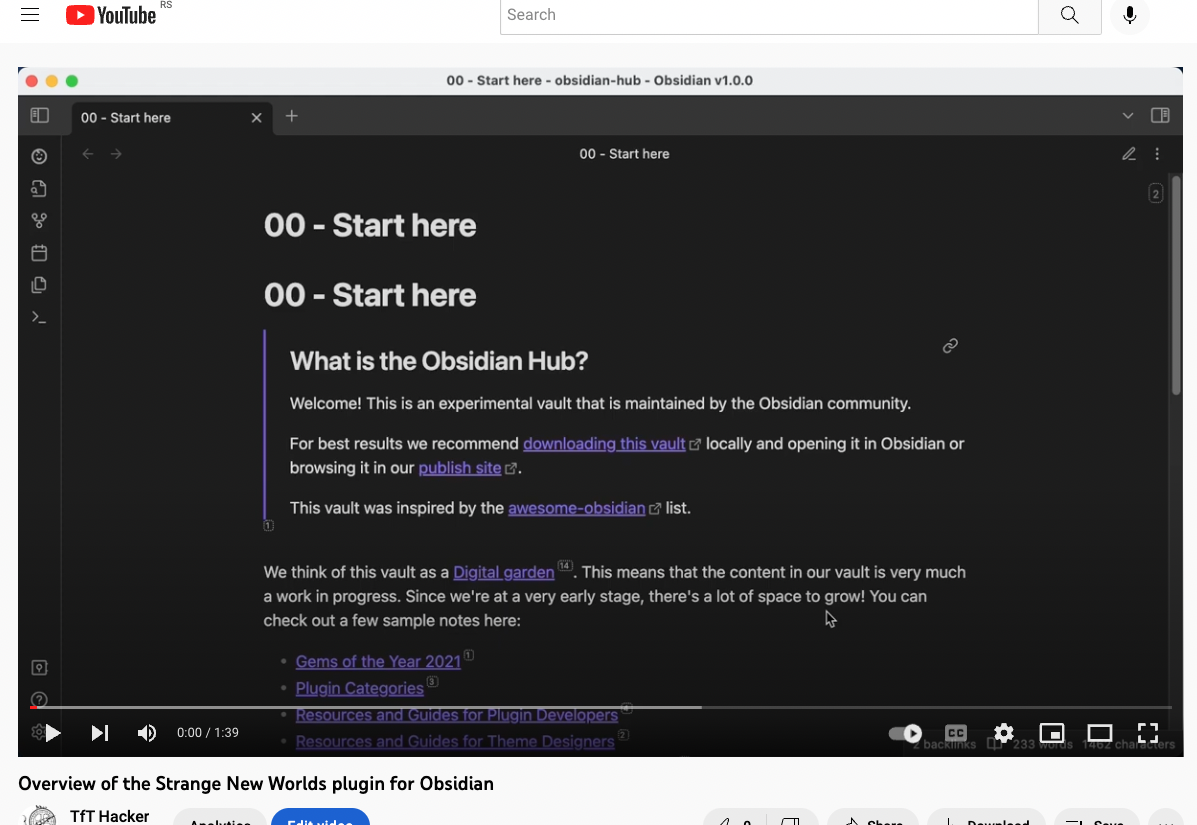 YouTube RS
Search
00 - Start here - obsidian-hub - Obsidian v1.0.0
00 - Start here
00 - Start here
2
00 - Start here
00 - Start here
What is the Obsidian Hub?
Welcome! This is an experimental vault that is maintained by the Obsidian community.
For best results we recommend downloading this vault locally and opening it in Obsidian or
browsing it in our publish site.
This vault was inspired by the awesome-obsidian list.
1
We think of this vault as a Digital garden 14. This means that the content in our vault is very much
a work in progress. Since we're at a very early stage, there's a lot of space to grow! You can
check out a few sample notes here:
• Gems of the Year 2021 1
• Plugin Categories 3
• Resources and Guides for Plugin Developers 4
• Resources and Guides for Theme Designers 2
0:00 / 1:39
CC
2 backlinks 233 words 1462 characters
Overview of the Strange New Worlds plugin for Obsidian
TfT Hacker
Analytics
Edit video
0
Share
Download
Save